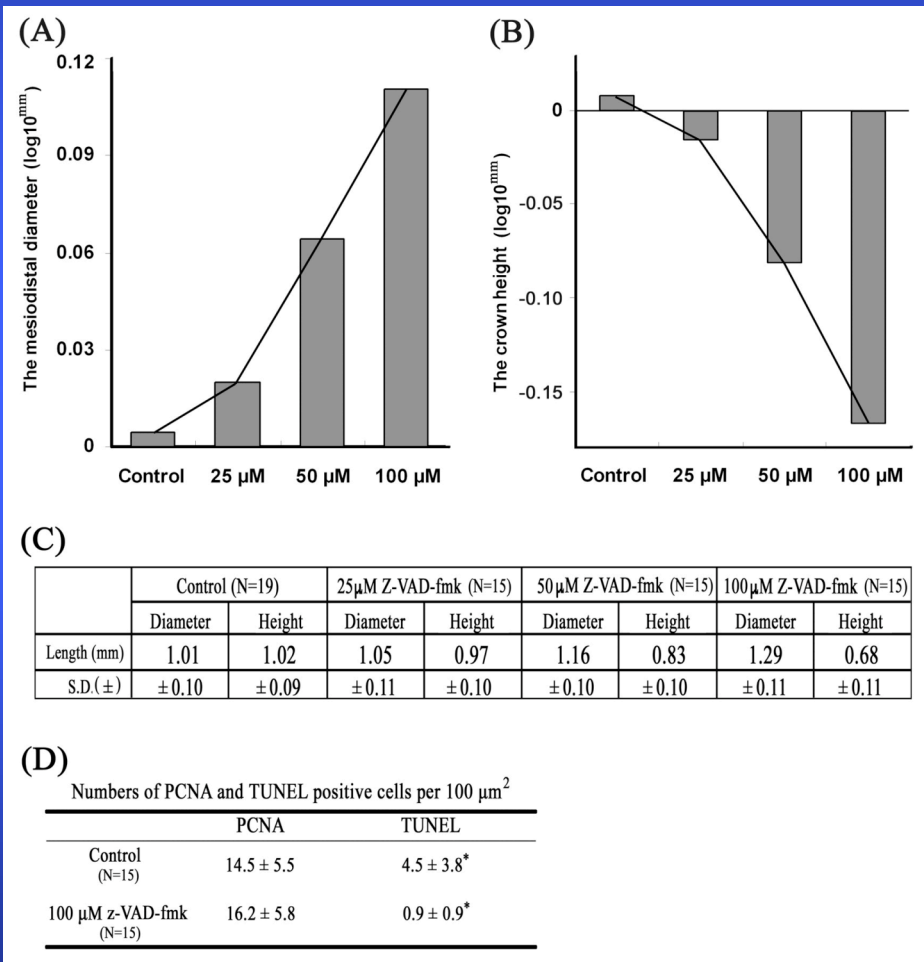 (A)
The mesiodistal diameter (log10mm)
0.12
0.09
0.06
0.03
0
Control 25 µM 50 µM 100 µM
(B)
The crown height (log10mm)
0
-0.05
-0.10
-0.15
Control 25 µM 50 µM 100 µM
(C)
Control (N=19) 25µM Z-VAD-fmk (N=15) 50µM Z-VAD-fmk (N=15) 100µM Z-VAD-fmk (N=15)
Diameter Height Diameter Height Diameter Height Diameter Height
Length (mm) 1.01 1.02 1.05 0.97 1.16 0.83 1.29 0.68
S.D.(±) ±0.10 ±0.09 ±0.11 ±0.10 ±0.10 ±0.10 ±0.11 ±0.11
(D)
Numbers of PCNA and TUNEL positive cells per 100 µm2
PCNA TUNEL
Control 14.5 ± 5.5 4.5 ± 3.8*
(N=15)
100 µM z-VAD-fmk 16.2 ± 5.8 0.9 ± 0.9*
(N=15)